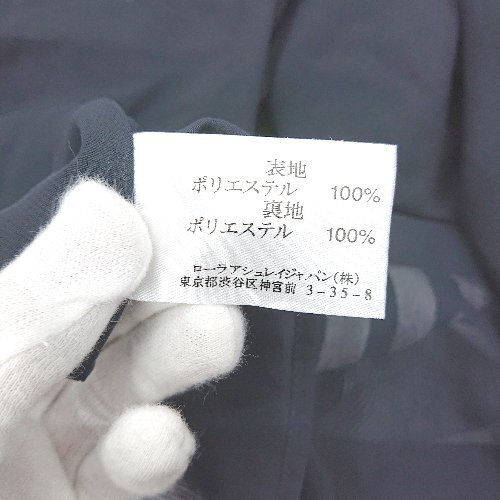 表地
ポリエステル 100%
裏地
ポリエステル 100%
ローラアシュレイジャパン(株)
東京都渋谷区神宮前 3-35-8